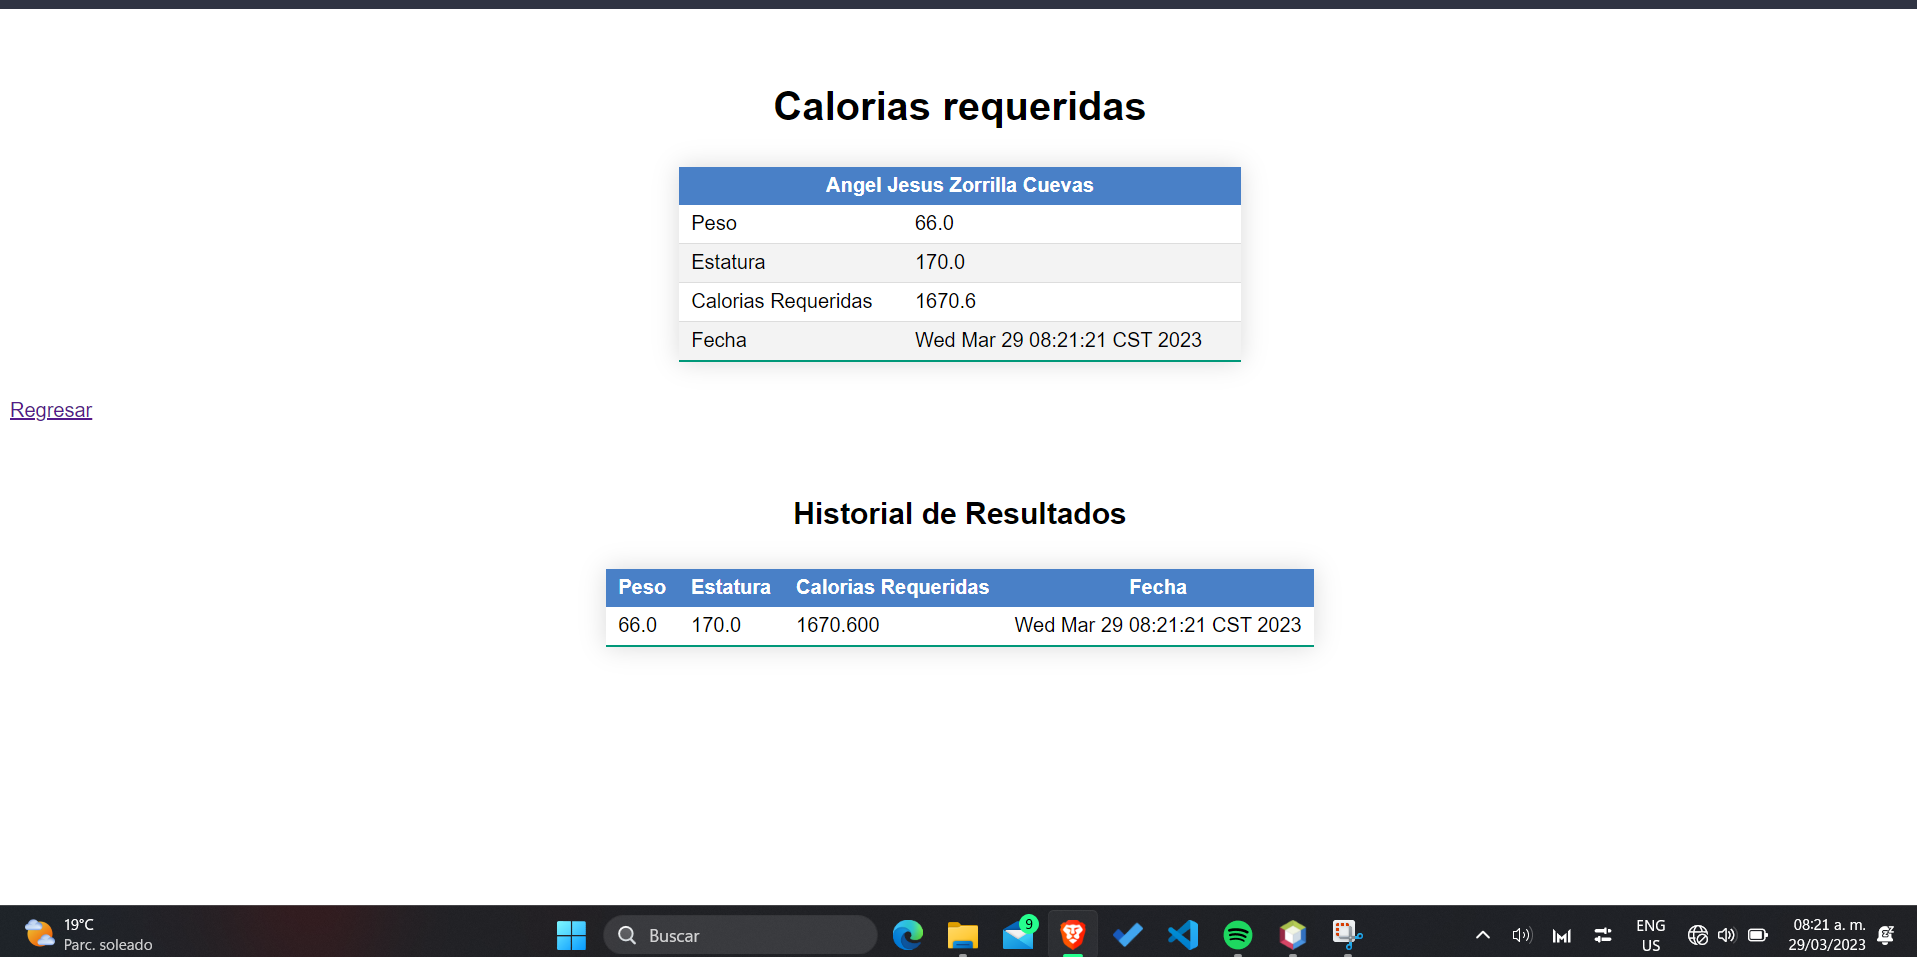 Calorias requeridas
Angel Jesus Zorrilla Cuevas
Peso 66.0
Estatura 170.0
Calorias Requeridas 1670.6
Fecha Wed Mar 29 08:21:21 CST 2023
Regresar
Historial de Resultados
Peso Estatura Calorias Requeridas Fecha
66.0 170.0 1670.600 Wed Mar 29 08:21:21 CST 2023
19°C
Parc. soleado
Buscar
9
ENG
US
08:21 a. m.
29/03/2023